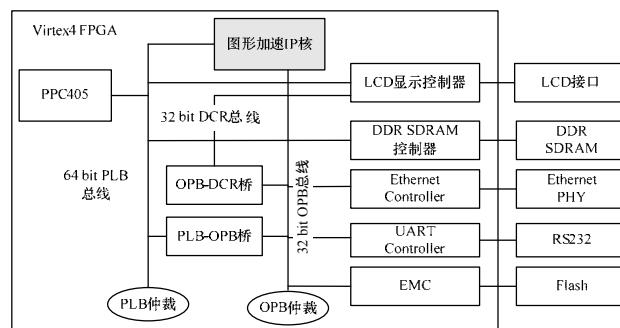 Virtex4 FPGA
图形加速IP核
PPC405
LCD显示控制器
LCD接口
32 bit DCR总线
DDR SDRAM
控制器
DDR
SDRAM
64 bit PLB
总线
OPB-DCR桥
32 bit OPB总线
Ethernet
Controller
Ethernet
PHY
PLB-OPB桥
UART
Controller
RS232
PLB仲裁
OPB仲裁
EMC
Flash